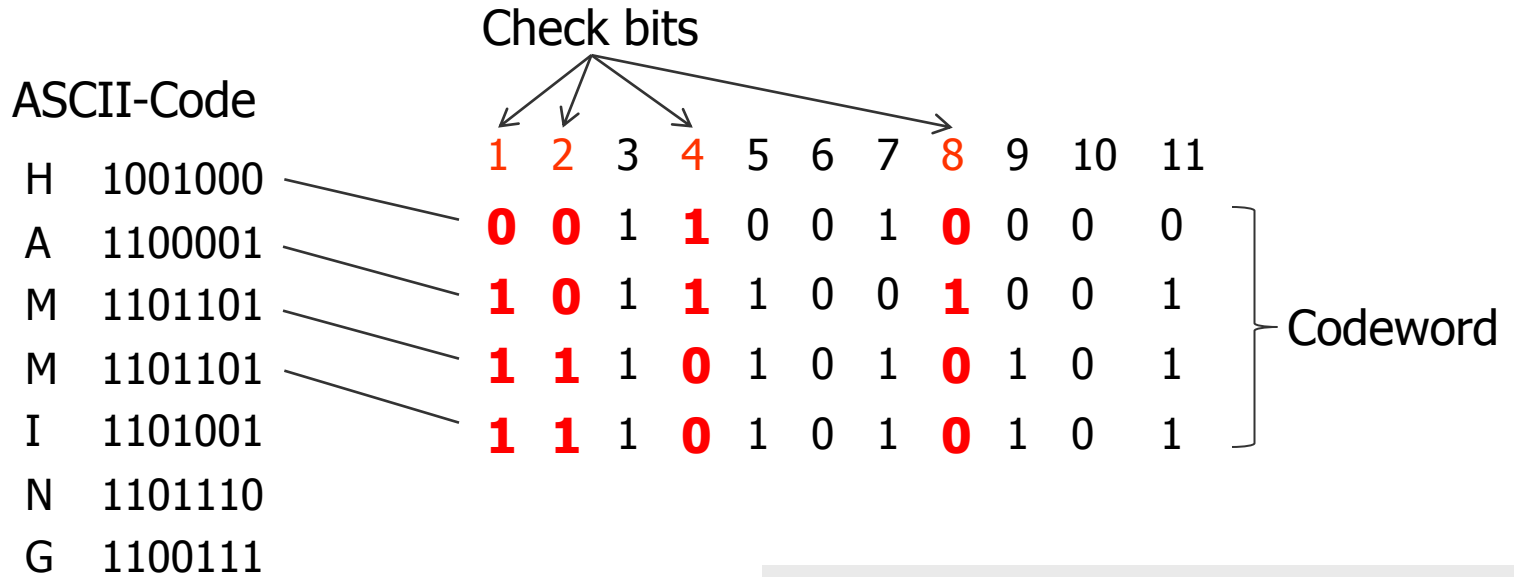 Check bits
ASCII-Code
1 2 3 4 5 6 7 8 9 10 11
H 1001000
0 0 1 1 0 0 1 0 0 0 0
A 1100001
1 0 1 1 1 0 0 1 0 0 1
M 1101101
Codeword
1 1 1 0 1 0 1 0 1 0 1
M 1101101
1 1 1 0 1 0 1 0 1 0 1
I 1101001
N 1101110
G 1100111